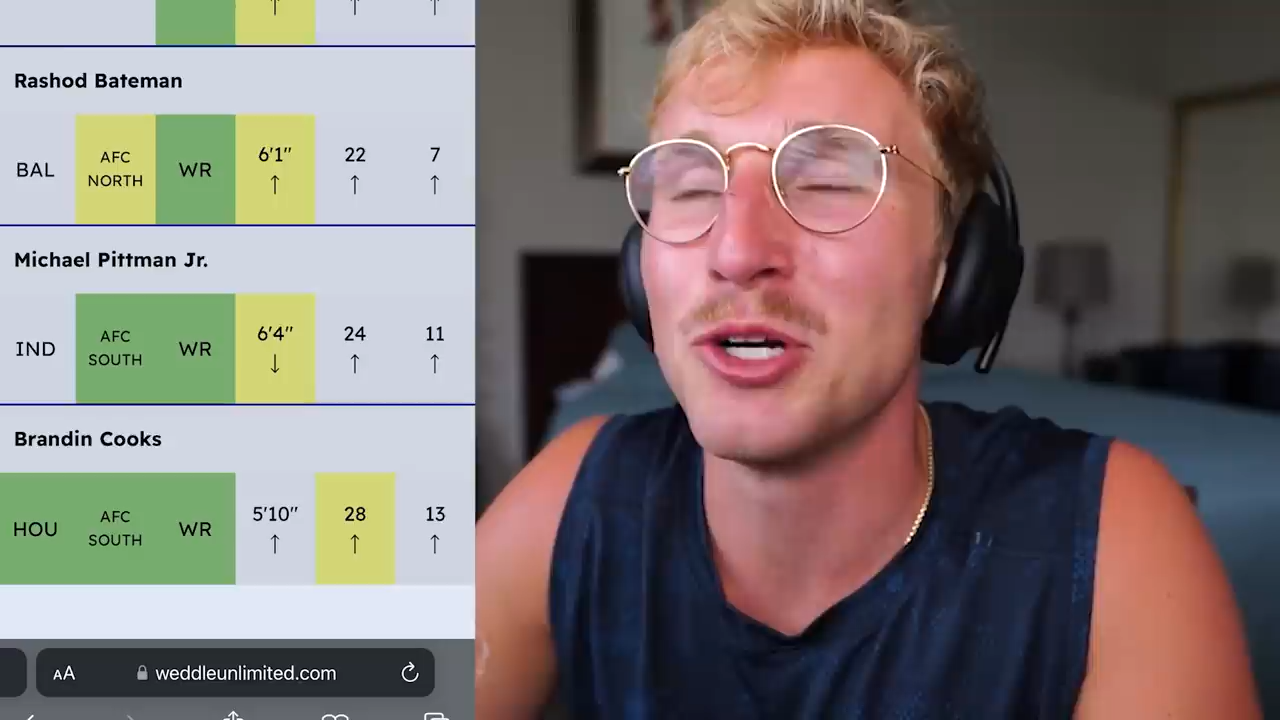 ↑ ↑ ↑
Rashod Bateman
BAL AFC NORTH WR 6'1" ↑ 22 ↑ 7 ↑
Michael Pittman Jr.
IND AFC SOUTH WR 6'4" ↓ 24 ↑ 11 ↑
Brandin Cooks
HOU AFC SOUTH WR 5'10" ↑ 28 ↑ 13 ↑
AA weddleunlimited.com